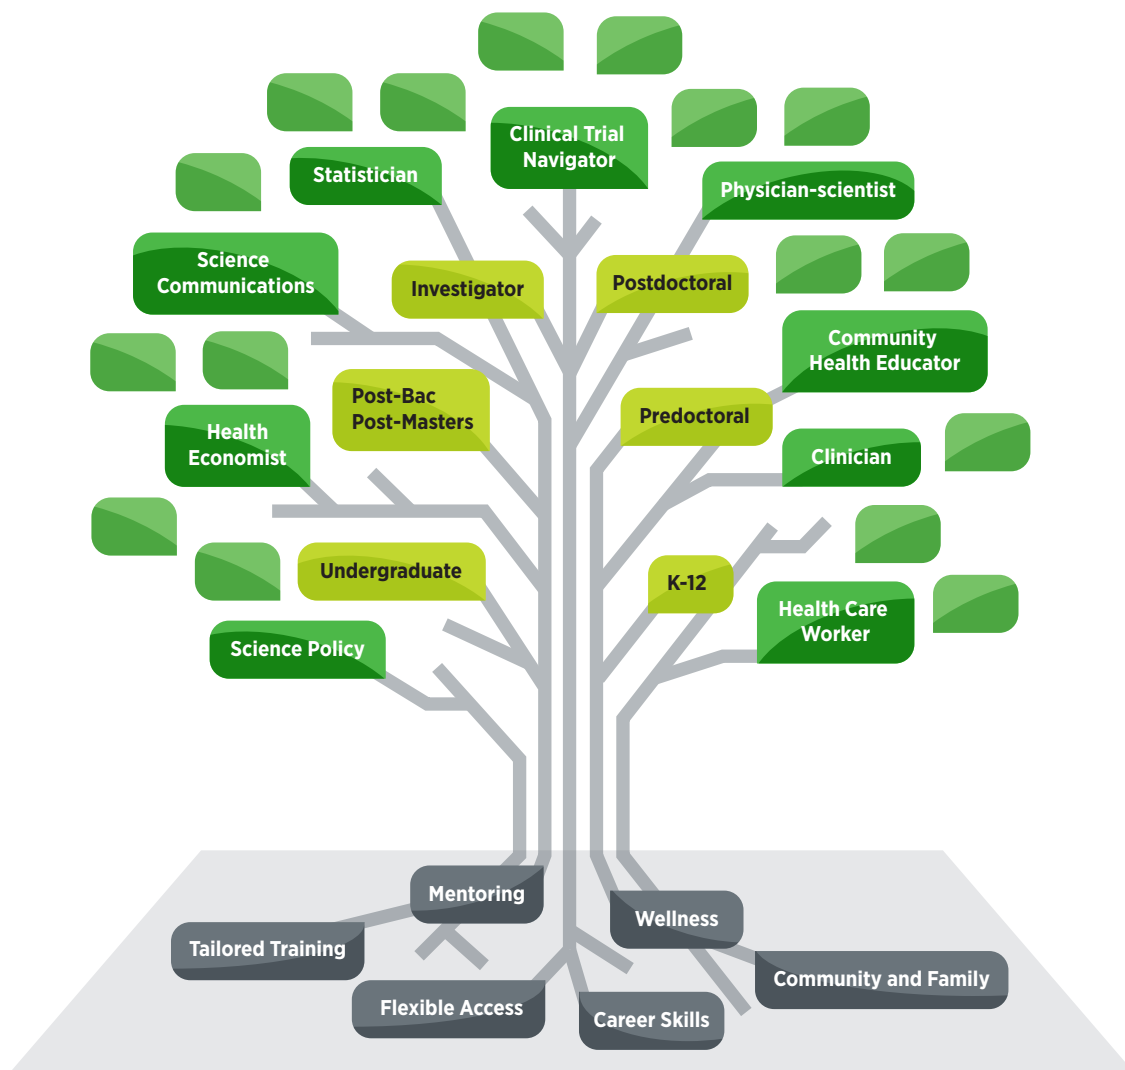 Clinical Trial
Navigator
Statistician
Physician-scientist
Science
Communications
Investigator
Postdoctoral
Community
Health Educator
Post-Bac
Post-Masters
Predoctoral
Health
Economist
Clinician
Undergraduate
K-12
Health Care
Worker
Science Policy
Mentoring
Wellness
Tailored Training
Community and Family
Flexible Access
Career Skills